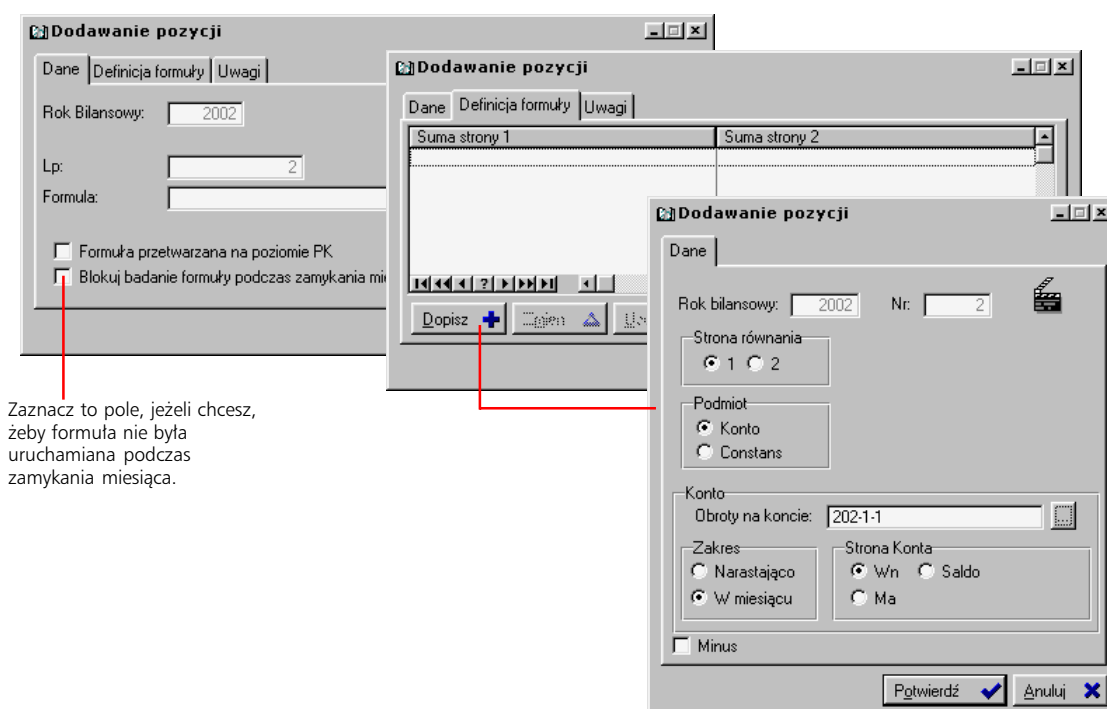 Dodawanie pozycji
Dane Definicja formuły Uwagi
Rok Bilansowy: 2002
Lp: 2
Formula:
Formuła przetwarzana na poziomie PK
Blokuj badanie formuły podczas zamykania
Zaznacz to pole, jeżeli chcesz,
żeby formuła nie była
uruchamiana podczas
zamykania miesiąca.
Dodawanie pozycji
Dane Definicja formuły Uwagi
Suma strony 1 Suma strony 2
Dopisz
Dodawanie pozycji
Dane
Rok bilansowy: 2002 Nr: 2
Strona równania
1 2
Podmiot
Konto
Constans
Konto
Obroty na koncie: 202-1-1
Zakres Strona Konta
Narastająco Wn Saldo
W miesiącu Ma
Minus
Potwierdź Anuluj